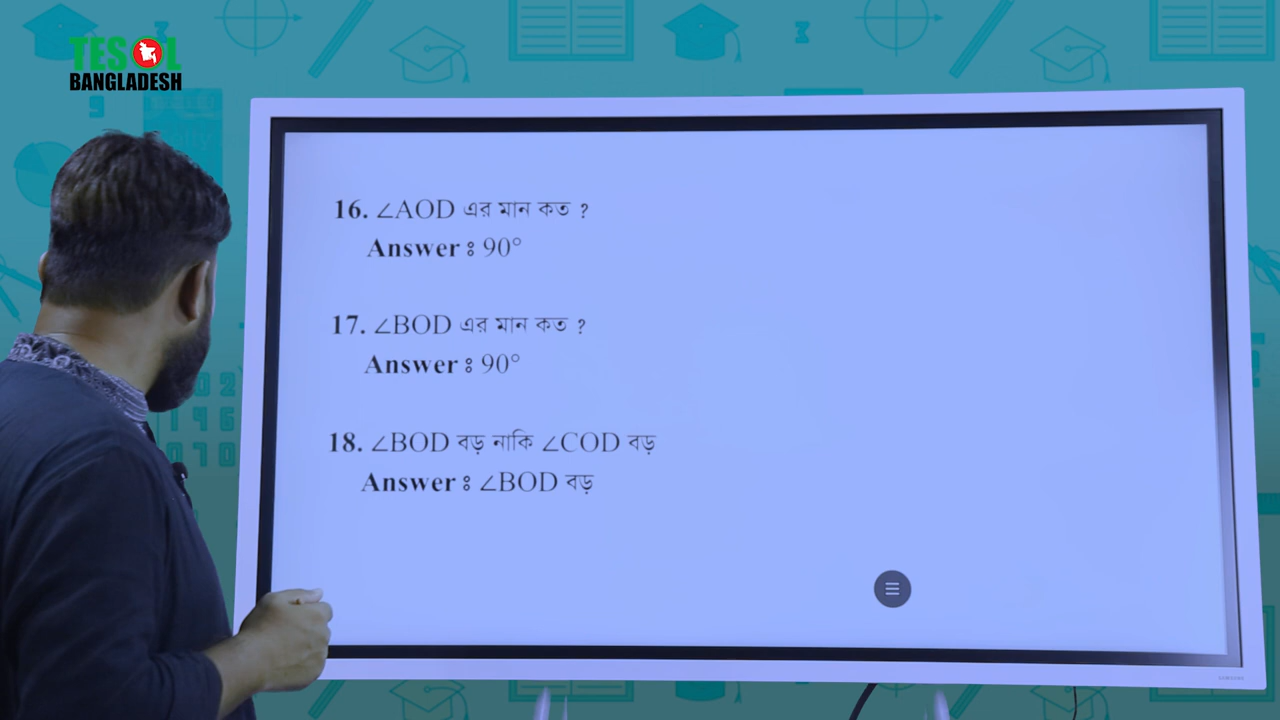 TESOL
BANGLADESH
16. ∠AOD এর মান কত ?
Answer ঃ 90°
17. ∠BOD এর মান কত ?
Answer ঃ 90°
18. ∠BOD বড় নাকি ∠COD বড়
Answer ঃ ∠BOD বড়
SAMSUNG